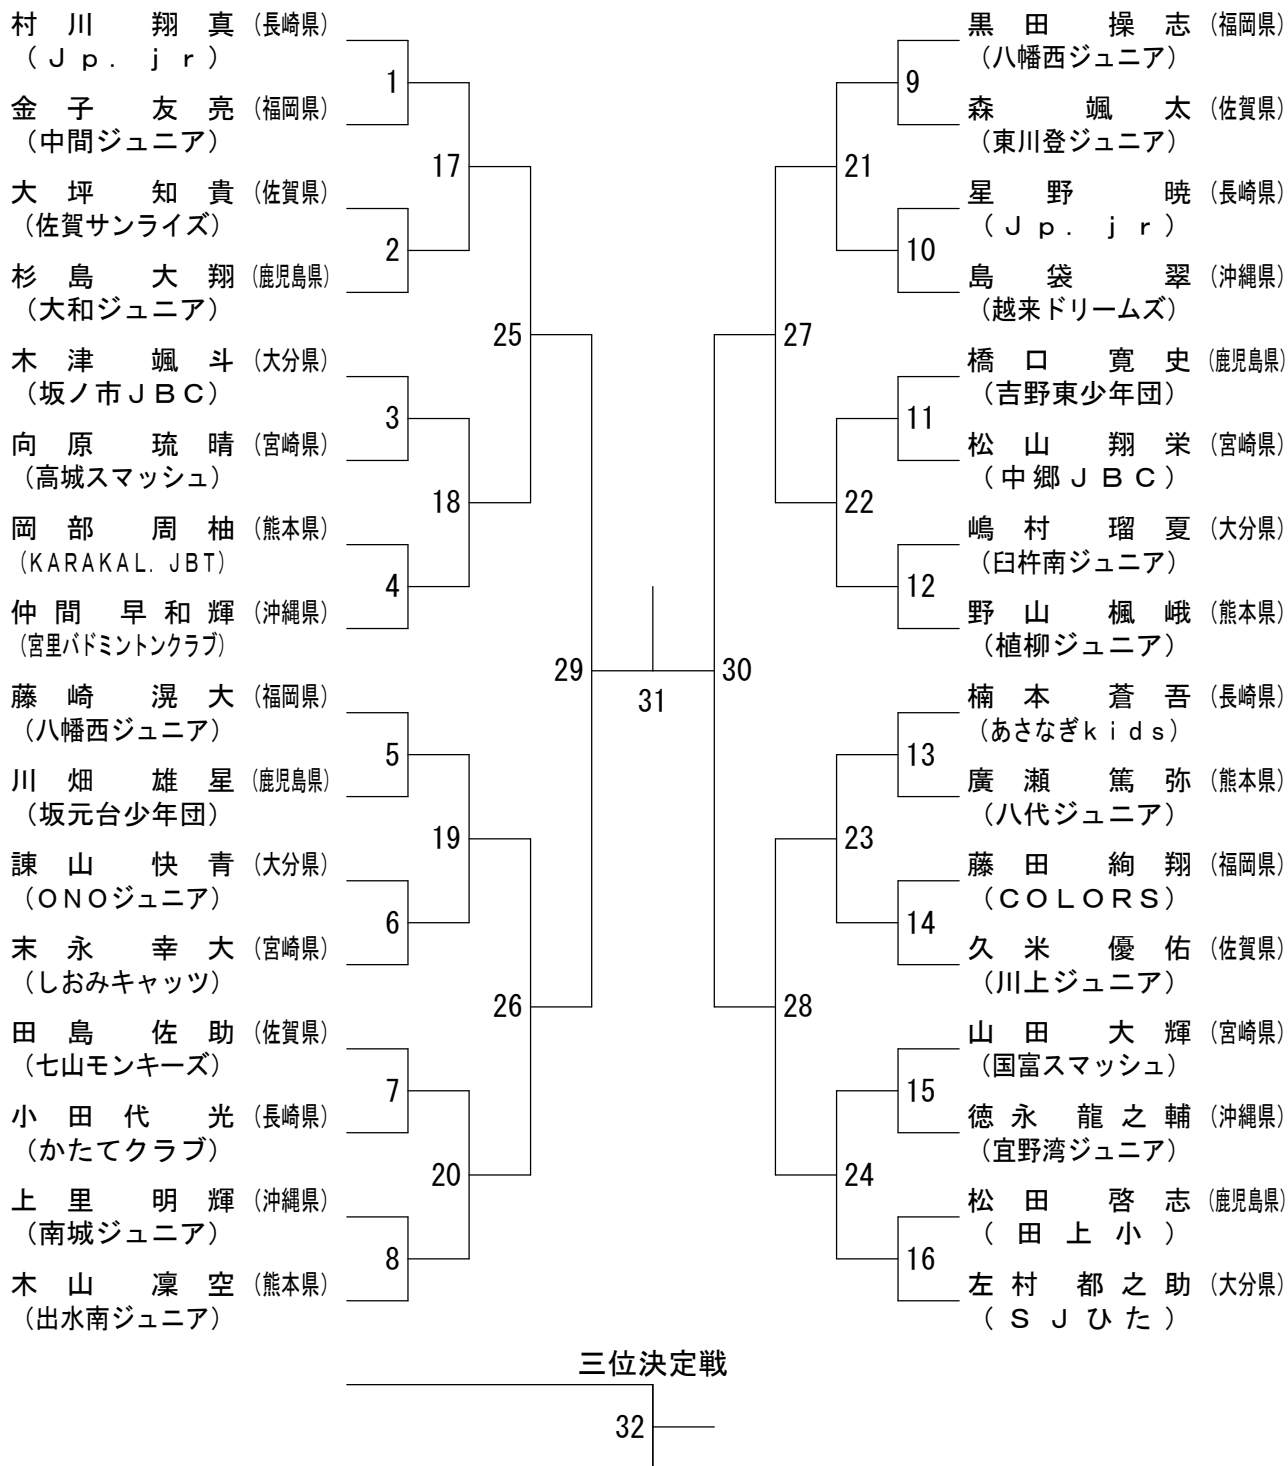 村川 翔真 (長崎県)
(Jp.jr)
1
金子 友亮 (福岡県)
(中間ジュニア)
17
大坪 知貴 (佐賀県)
(佐賀サンライズ)
2
杉島 大翔 (鹿児島県)
(大和ジュニア)
25
木津 颯斗 (大分県)
(坂ノ市JBC)
3
向原 琉晴 (宮崎県)
(高城スマッシュ)
18
岡部 周柚 (熊本県)
(KARAKAL. JBT)
4
仲間 早和輝 (沖縄県)
(宮里バドミントンクラブ)
29
藤崎 滉大 (福岡県)
(八幡西ジュニア)
5
川畑 雄星 (鹿児島県)
(坂元台少年団)
19
諌山 快青 (大分県)
(ONOジュニア)
6
末永 幸大 (宮崎県)
(しおみキャッツ)
26
田島 佐助 (佐賀県)
(七山モンキーズ)
7
小田代 光 (長崎県)
(かたてクラブ)
20
上里 明輝 (沖縄県)
(南城ジュニア)
8
木山 凜空 (熊本県)
(出水南ジュニア)
31
黒田 操志 (福岡県)
(八幡西ジュニア)
9
森 颯太 (佐賀県)
(東川登ジュニア)
21
星野 暁 (長崎県)
(Jp.jr)
10
島袋 翠 (沖縄県)
(越来ドリームズ)
27
橋口 寛史 (鹿児島県)
(吉野東少年団)
11
松山 翔栄 (宮崎県)
(中郷JBC)
22
嶋村 瑠夏 (大分県)
(臼杵南ジュニア)
12
野山 楓峨 (熊本県)
(植柳ジュニア)
30
楠本 蒼吾 (長崎県)
(あさなぎkids)
13
廣瀬 篤弥 (熊本県)
(八代ジュニア)
23
藤田 絢翔 (福岡県)
(COLORS)
14
久米 優佑 (佐賀県)
(川上ジュニア)
28
山田 大輝 (宮崎県)
(国富スマッシュ)
15
徳永 龍之輔 (沖縄県)
(宜野湾ジュニア)
24
松田 啓志 (鹿児島県)
(田上小)
16
左村 都之助 (大分県)
(SJひた)
三位決定戦
32